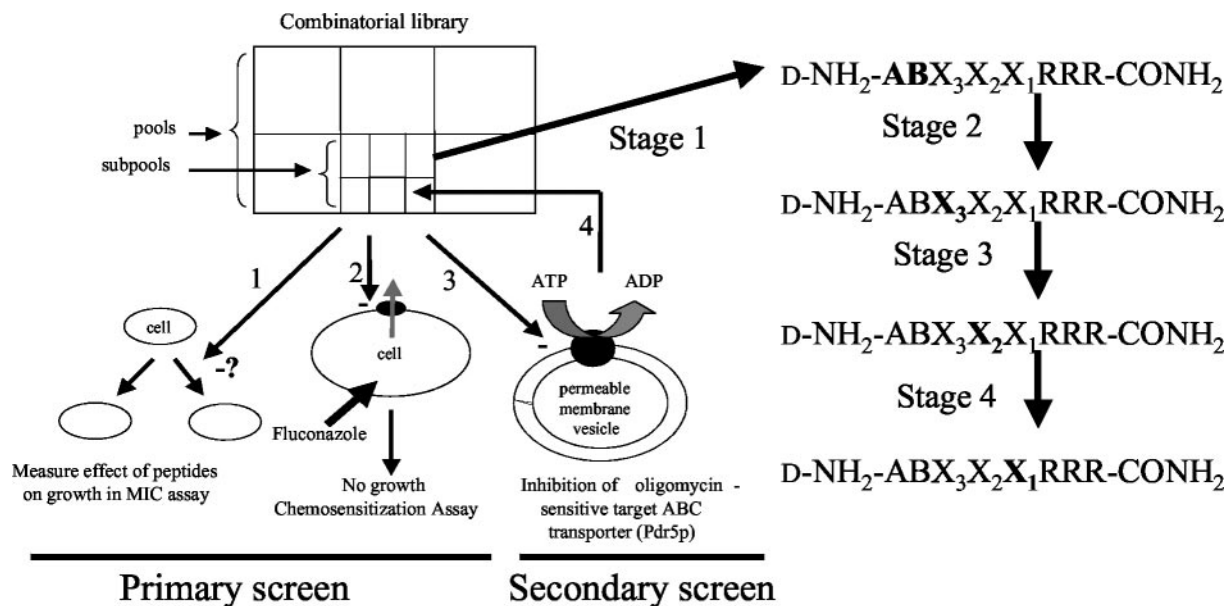 Combinatorial library
pools
subpools
Stage 1
1
2
3
4
-
-
-?
cell
cell
Fluconazole
ATP
ADP
permeable
membrane
vesicle
Measure effect of peptides
on growth in MIC assay
No growth
Chemosensitization Assay
Inhibition of oligomycin -
sensitive target ABC
transporter (Pdr5p)
Primary screen
Secondary screen
D-NH₂-ABX₃X₂X₁RRR-CONH₂
Stage 2
D-NH₂-ABX₃X₂X₁RRR-CONH₂
Stage 3
D-NH₂-ABX₃X₂X₁RRR-CONH₂
Stage 4
D-NH₂-ABX₃X₂X₁RRR-CONH₂